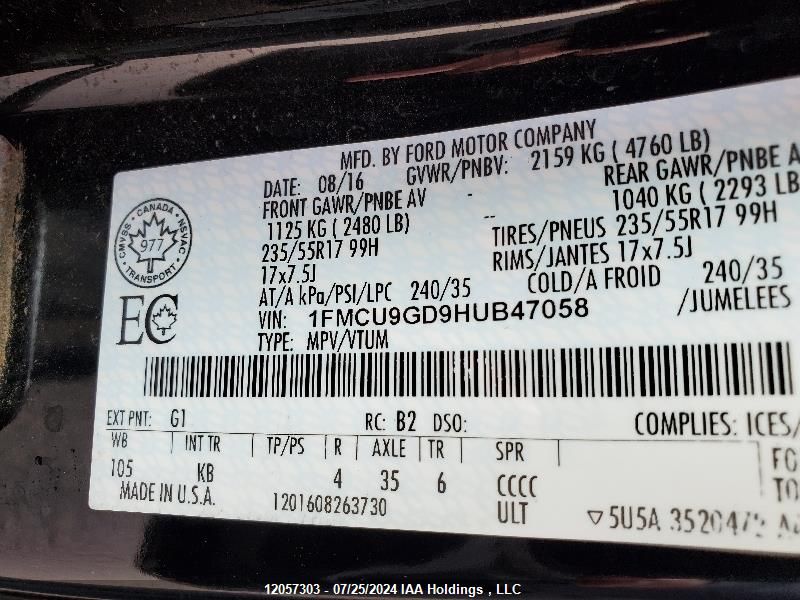 MFD. BY FORD MOTOR COMPANY
DATE: 08/16 GVWR/PNBV: 2159 KG ( 4760 LB)
FRONT GAWR/PNBE AV - REAR GAWR/PNBE A
1125 KG ( 2480 LB) -- 1040 KG ( 2293 LB
235/55R17 99H TIRES/PNEUS 235/55R17 99H
17x7.5J RIMS/JANTES 17x7.5J
AT/A kPa/PSI/LPC 240/35 COLD/A FROID 240/35
VIN: 1FMCU9GD9HUB47058 /JUMELEES
TYPE: MPV/VTUM
CANADA
CMVSS NSVAC
977
TRANSPORT
EC
EXT PNT: G1 RC: B2 DSO: COMPLIES: ICES/
WB INT TR TP/PS R AXLE TR SPR
105 KB 4 35 6 CCCC
FO
TO
MADE IN U.S.A. 1201608263730 ULT ▽5U5A 3520472
12057303 - 07/25/2024 IAA Holdings , LLC